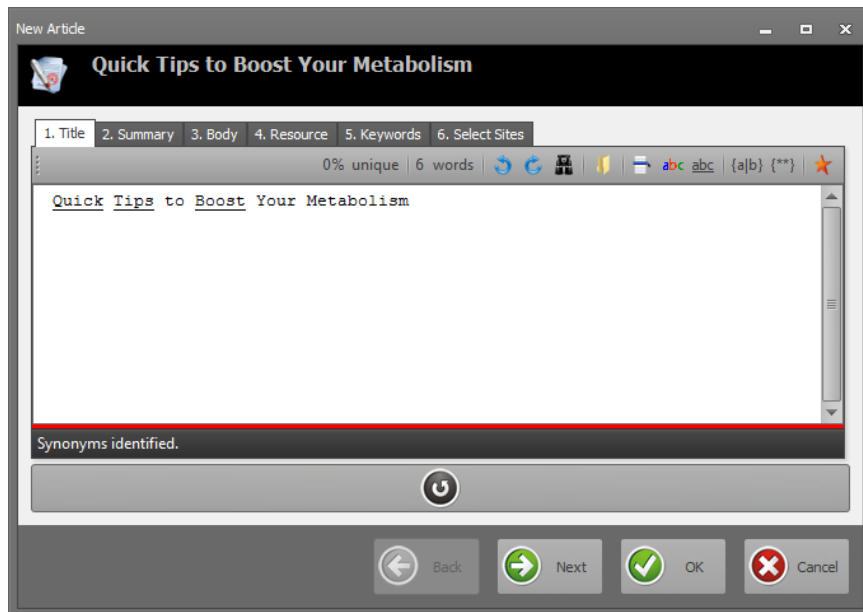 New Article
Quick Tips to Boost Your Metabolism
1. Title 2. Summary 3. Body 4. Resource 5. Keywords 6. Select Sites
0% unique 6 words abc abc {a|b} {**}
Quick Tips to Boost Your Metabolism
Synonyms identified.
Back Next OK Cancel